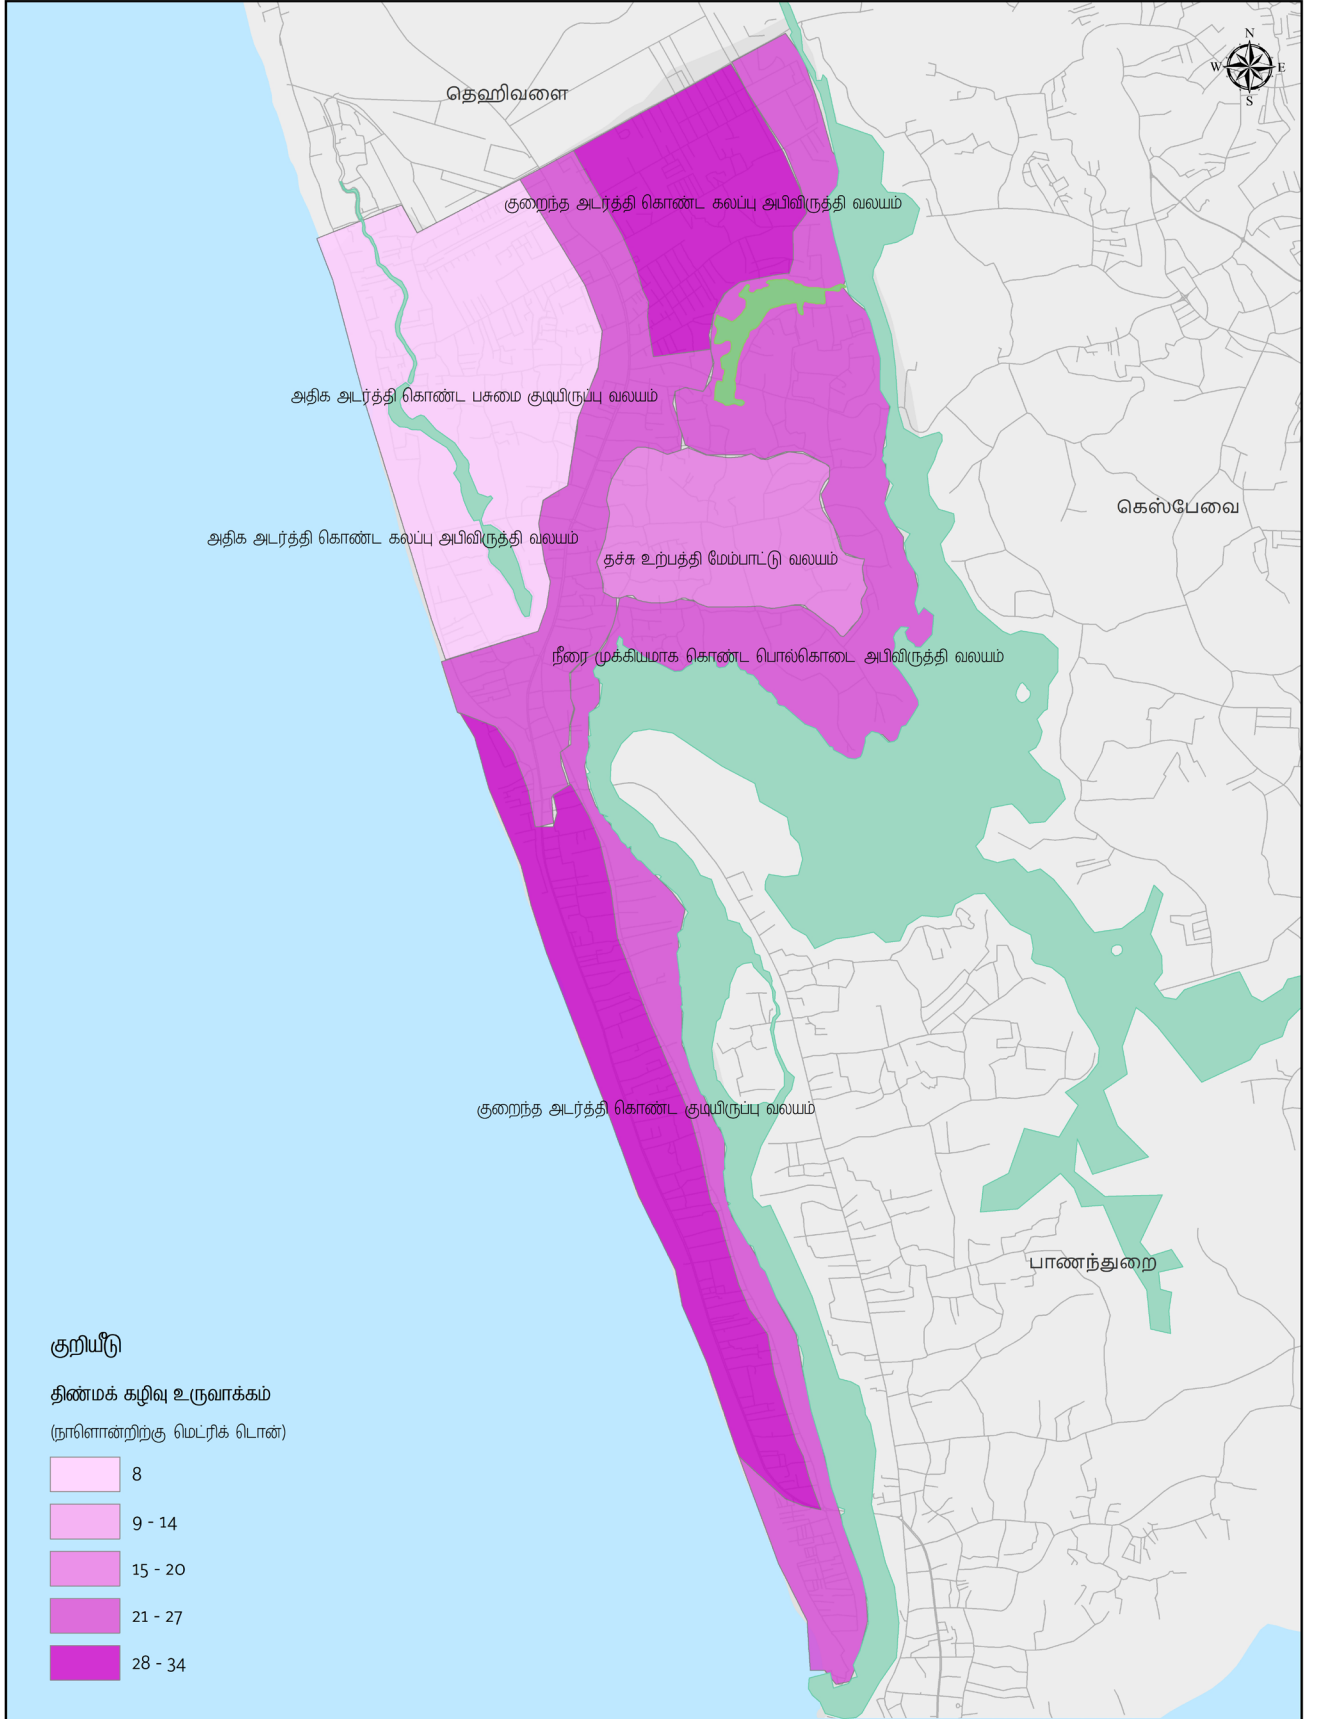 N
W E
S
தெஹிவளை
குறைந்த அடர்த்தி கொண்ட கலப்பு அபிவிருத்தி வலயம்
அதிக அடர்த்தி கொண்ட பசுமை குடியிருப்பு வலயம்
கெஸ்பேவை
அதிக அடர்த்தி கொண்ட கலப்பு அபிவிருத்தி வலயம்
தச்சு உற்பத்தி மேம்பாட்டு வலயம்
நீரை முக்கியமாக கொண்ட பொல்கொடை அபிவிருத்தி வலயம்
குறைந்த அடர்த்தி கொண்ட குடியிருப்பு வலயம்
பாணந்துறை
குறியீடு
திண்மக் கழிவு உருவாக்கம்
(நாளொன்றிற்கு மெட்ரிக் டொன்)
8
9 - 14
15 - 20
21 - 27
28 - 34